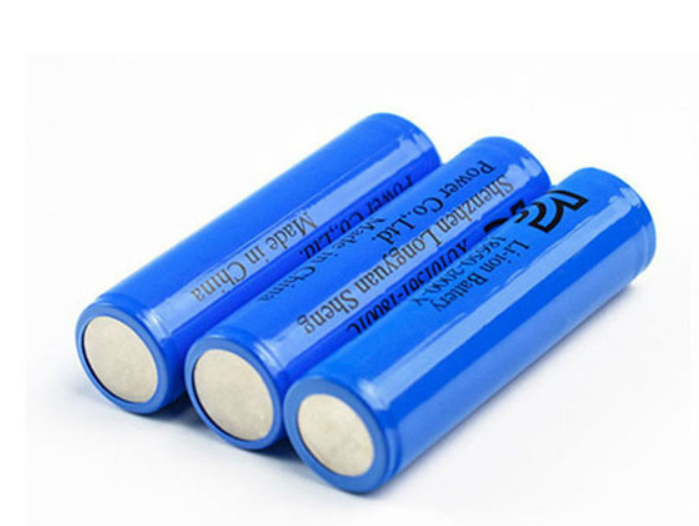 Made in China
Power Co.,Ltd.
Made in China
Power Co.,Ltd.
Shenzhen Longyuan Sheng
Li-ion Battery